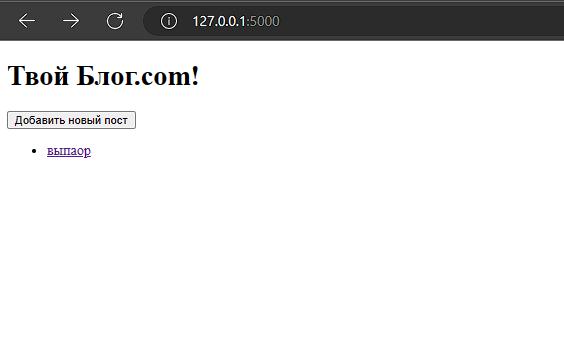 127.0.0.1:5000
Твой Блог.com!
Добавить новый пост
выпаор